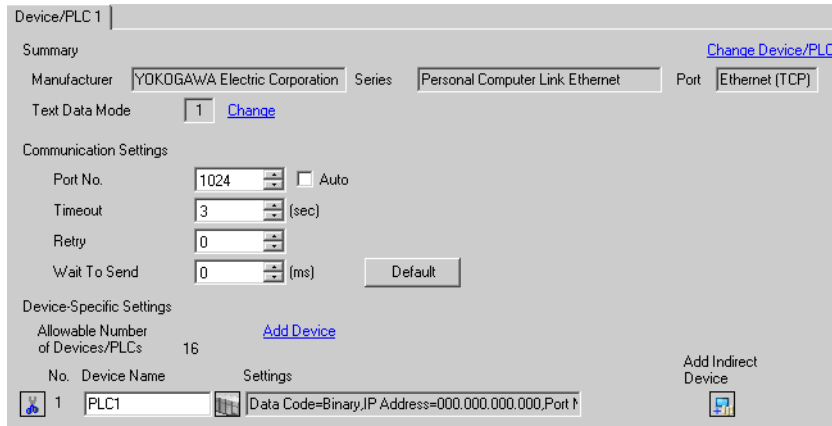 Device/PLC 1
Summary
Change Device/PLC
Manufacturer YOKOGAWA Electric Corporation Series Personal Computer Link Ethernet Port Ethernet (TCP)
Text Data Mode 1 Change
Communication Settings
Port No. 1024 Auto
Timeout 3 (sec)
Retry 0
Wait To Send 0 (ms) Default
Device-Specific Settings
Allowable Number
of Devices/PLCs 16 Add Device
Add Indirect
Device
No. Device Name Settings
1 PLC1 Data Code=Binary,IP Address=000.000.000.000,Port